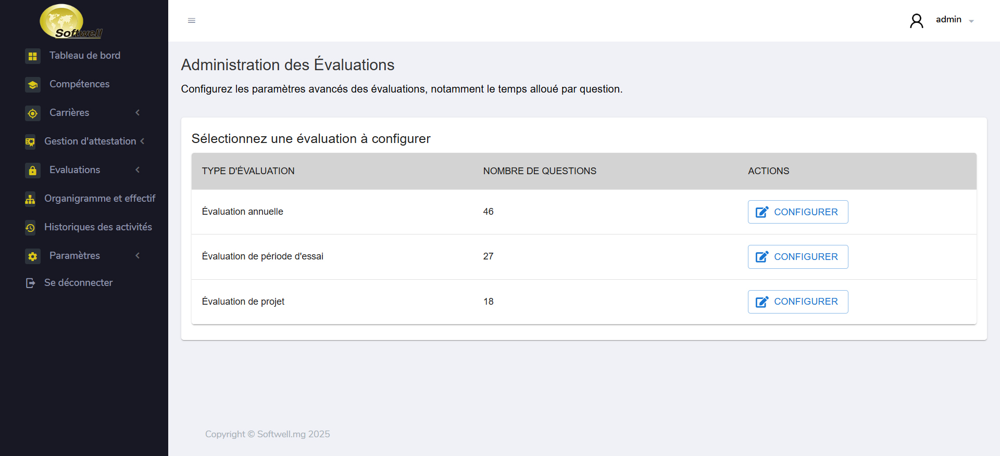 Softwell
admin
Tableau de bord
Compétences
Carrières
Gestion d'attestation
Evaluations
Organigramme et effectif
Historiques des activités
Paramètres
Se déconnecter
Administration des Évaluations
Configurez les paramètres avancés des évaluations, notamment le temps alloué par question.
Sélectionnez une évaluation à configurer
TYPE D'ÉVALUATION NOMBRE DE QUESTIONS ACTIONS
Évaluation annuelle 46 CONFIGURER
Évaluation de période d'essai 27 CONFIGURER
Évaluation de projet 18 CONFIGURER
Copyright © Softwell.mg 2025